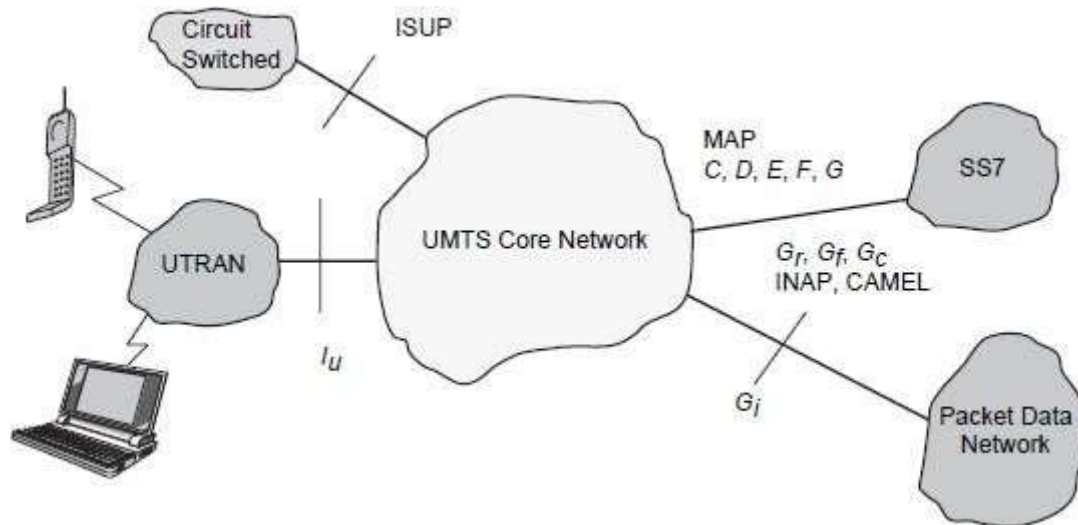 Circuit
Switched
ISUP
MAP
C, D, E, F, G
SS7
UTRAN
UMTS Core Network
Gr, Gf, Gc
INAP, CAMEL
Iu
Gi
Packet Data
Network